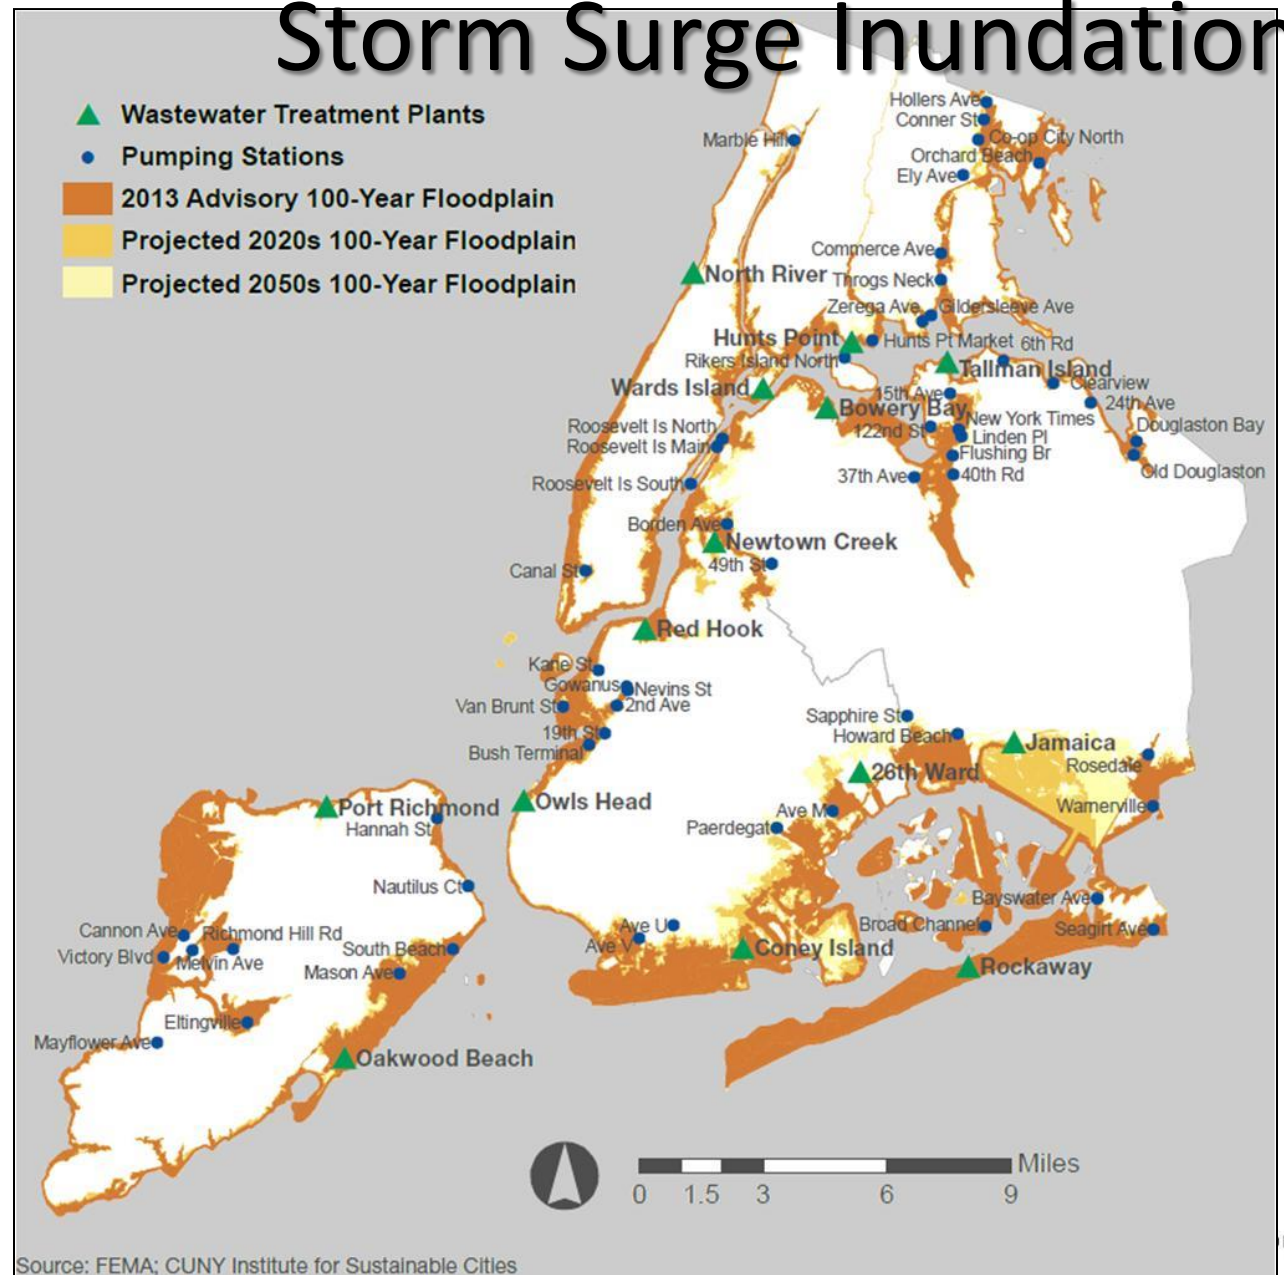 Storm Surge Inundation
Wastewater Treatment Plants
Pumping Stations
2013 Advisory 100-Year Floodplain
Projected 2020s 100-Year Floodplain
Projected 2050s 100-Year Floodplain
Hollers Ave
Conner St
Marble Hill
Co-op City North
Orchard Beach
Ely Ave
Commerce Ave
North River
Throgs Neck
Zerega Ave
Gildersleeve Ave
Hunts Point
Hunts Pt Market
6th Rd
Rikers Island North
Tallman Island
Wards Island
Clearview
15th Ave
24th Ave
Bowery Bay
New York Times
Roosevelt Is North
122nd St
Douglaston Bay
Linden Pl
Roosevelt Is Main
Flushing Br
Old Douglaston
37th Ave
40th Rd
Roosevelt Is South
Borden Ave
Newtown Creek
49th St
Canal St
Red Hook
Kane St
Gowanus
Nevins St
Van Brunt St
2nd Ave
Sapphire St
19th St
Howard Beach
Jamaica
Bush Terminal
Rosedale
26th Ward
Owls Head
Port Richmond
Warnerville
Ave M
Hannah St
Paerdegat
Nautilus Ct
Bayswater Ave
Cannon Ave
Richmond Hill Rd
Ave U
Broad Channel
Seagirt Ave
Victory Blvd
Melvin Ave
South Beach
Ave V
Coney Island
Mason Ave
Rockaway
Eltingville
Mayflower Ave
Oakwood Beach
Miles
0 1.5 3 6 9
Source: FEMA; CUNY Institute for Sustainable Cities